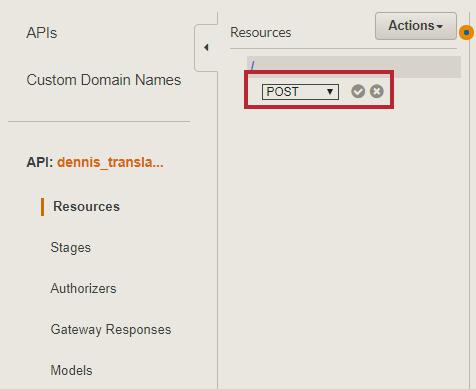 APIs
Custom Domain Names
API: dennis_transla...
Resources
Stages
Authorizers
Gateway Responses
Models
Resources
Actions
/
POST